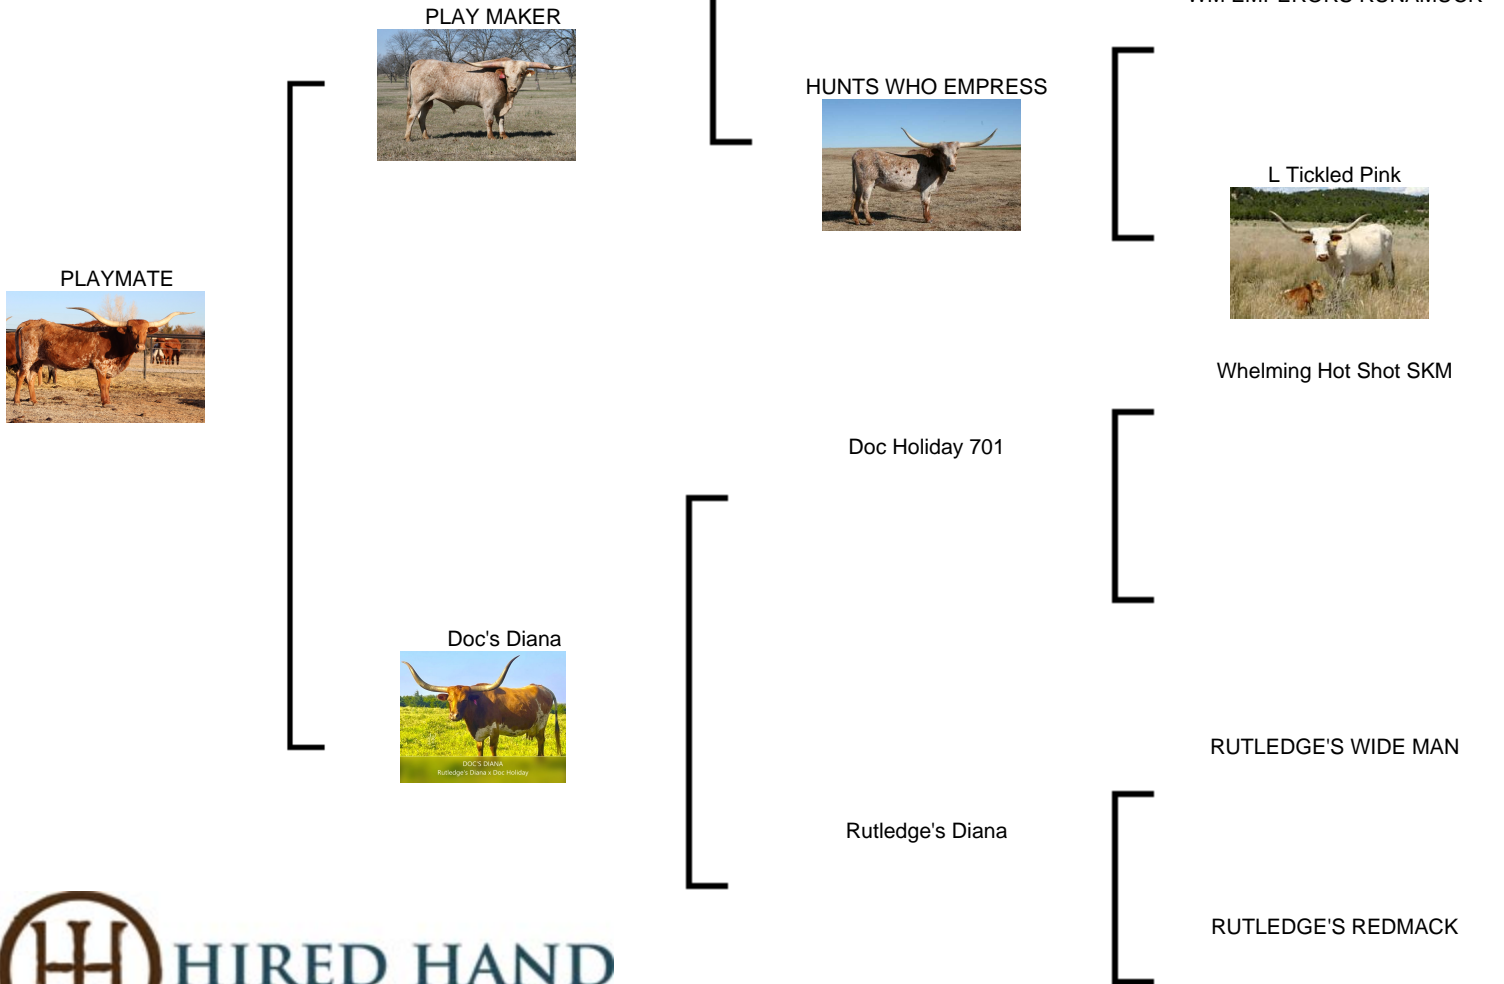 PLAY MAKER
HUNTS WHO EMPRESS
L Tickled Pink
PLAYMATE
Whelming Hot Shot SKM
Doc Holiday 701
Doc's Diana
DOC'S DIANA
Rutledge's Diana x Doc Holiday
RUTLEDGE'S WIDE MAN
Rutledge's Diana
RUTLEDGE'S REDMACK
HIRED HAND